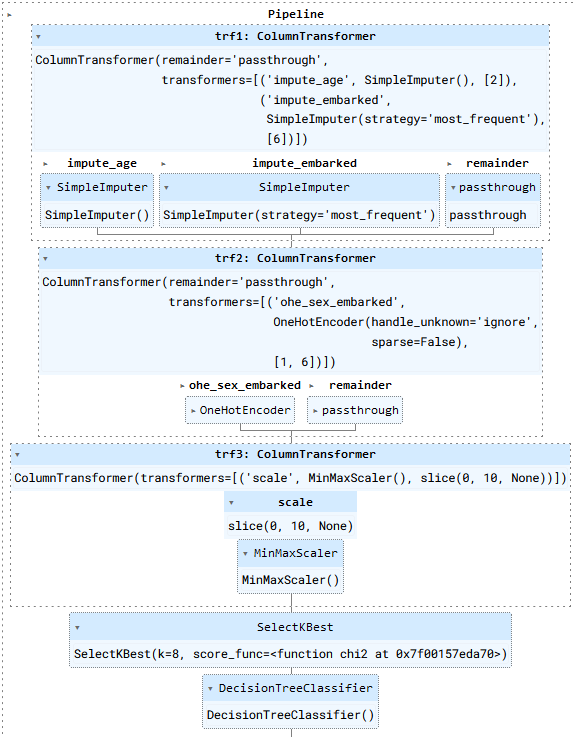 Pipeline
trf1: ColumnTransformer
ColumnTransformer(remainder='passthrough',
transformers=[('impute_age', SimpleImputer(), [2]),
('impute_embarked',
SimpleImputer(strategy='most_frequent'),
[6])])
impute_age impute_embarked remainder
SimpleImputer SimpleImputer passthrough
SimpleImputer() SimpleImputer(strategy='most_frequent') passthrough
trf2: ColumnTransformer
ColumnTransformer(remainder='passthrough',
transformers=[('ohe_sex_embarked',
OneHotEncoder(handle_unknown='ignore',
sparse=False),
[1, 6])])
ohe_sex_embarked remainder
OneHotEncoder passthrough
trf3: ColumnTransformer
ColumnTransformer(transformers=[('scale', MinMaxScaler(), slice(0, 10, None))])
scale
slice(0, 10, None)
MinMaxScaler
MinMaxScaler()
SelectKBest
SelectKBest(k=8, score_func=<function chi2 at 0x7f00157eda70>)
DecisionTreeClassifier
DecisionTreeClassifier()